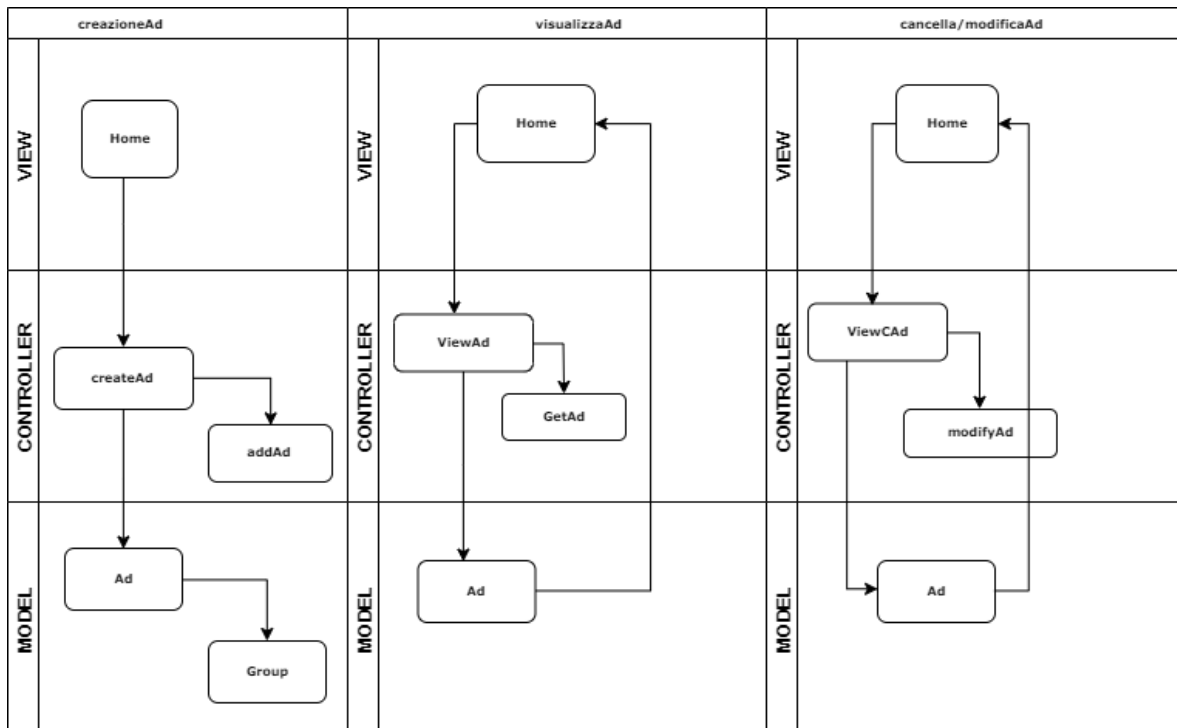 creazioneAd
visualizzaAd
cancella/modificaAd
VIEW
Home
VIEW
Home
VIEW
Home
CONTROLLER
createAd
addAd
CONTROLLER
ViewAd
GetAd
CONTROLLER
ViewCAd
modifyAd
MODEL
Ad
Group
MODEL
Ad
MODEL
Ad